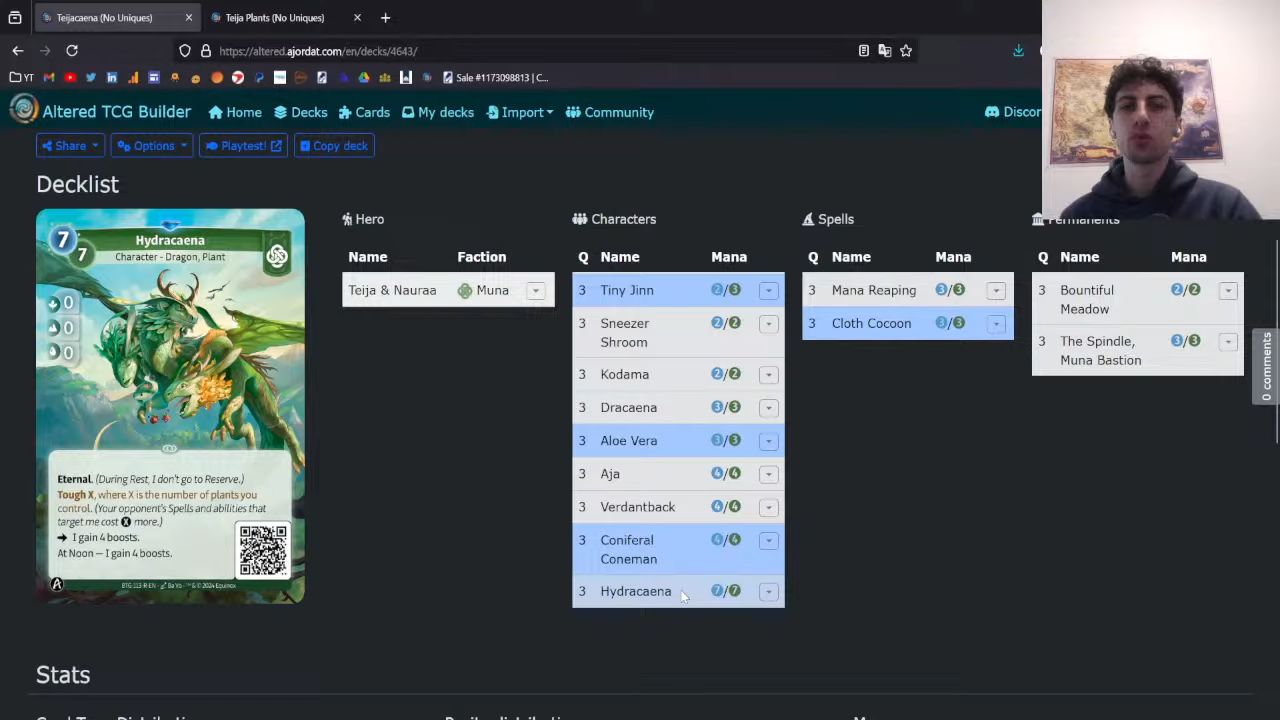 Teijacaena (No Uniques)
Teija Plants (No Uniques)
https://altered.ajordat.com/en/decks/4643/
YT
Sale #1173098813 | C...
Altered TCG Builder
Home
Decks
Cards
My decks
Import
Community
Discor
Share
Options
Playtest!
Copy deck
Decklist
7
7
Hydracaena
Character - Dragon, Plant
0
0
0
Eternal. (During Rest, I don't go to Reserve.)
Tough X, where X is the number of plants you
control. (Your opponent's Spells and abilities that
target me cost X more.)
I gain 4 boosts.
At Noon — I gain 4 boosts.
Hero
Name Faction
Teija & Nauraa Muna
Characters
Q Name Mana
3 Tiny Jinn 2/3
3 Sneezer
Shroom 2/2
3 Kodama 2/2
3 Dracaena 3/3
3 Aloe Vera 3/3
3 Aja 4/4
3 Verdantback 4/4
3 Coniferal
Coneman 4/4
3 Hydracaena 7/7
Spells
Q Name Mana
3 Mana Reaping 3/3
3 Cloth Cocoon 3/3
Permanents
Q Name Mana
3 Bountiful
Meadow 2/2
3 The Spindle,
Muna Bastion 3/3
0 comments
Stats